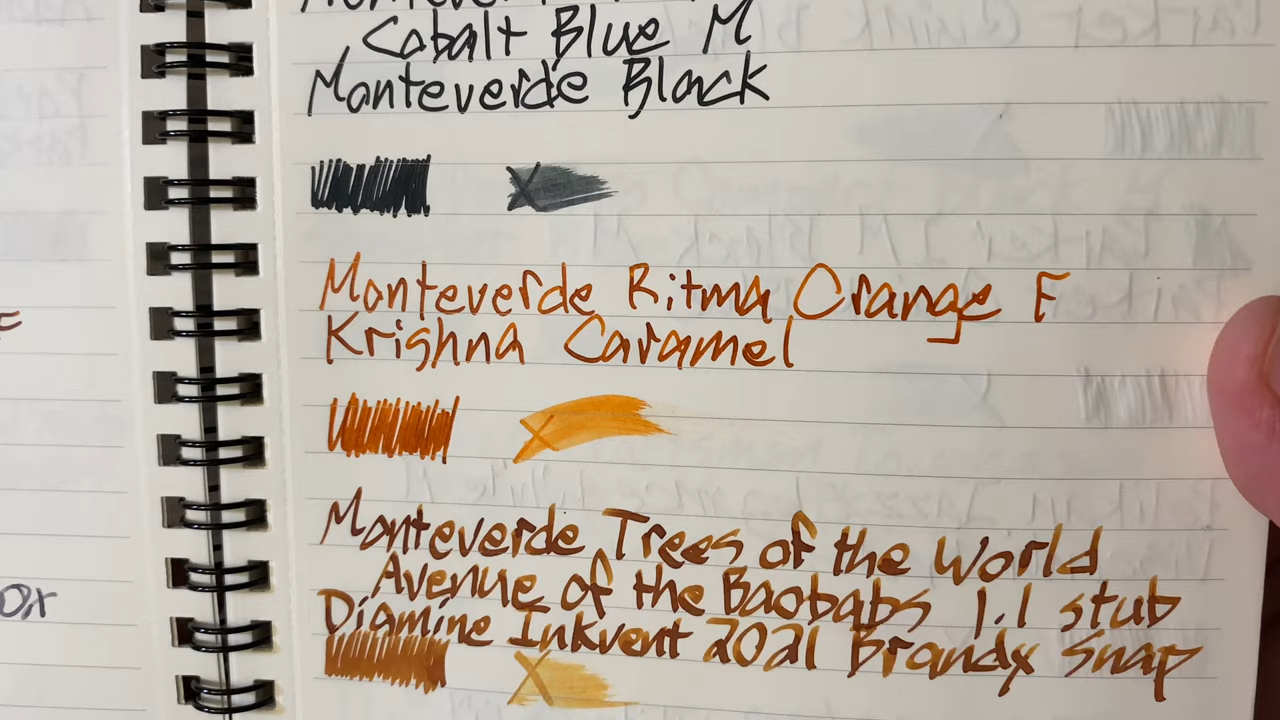 Cobalt Blue M
Monteverde Black
Monteverde Ritma Orange F
Krishna Caramel
Monteverde Trees of the World
Avenue of the Baobabs 1.1 stub
Diamine Inkvent 2021 Brandy Snap